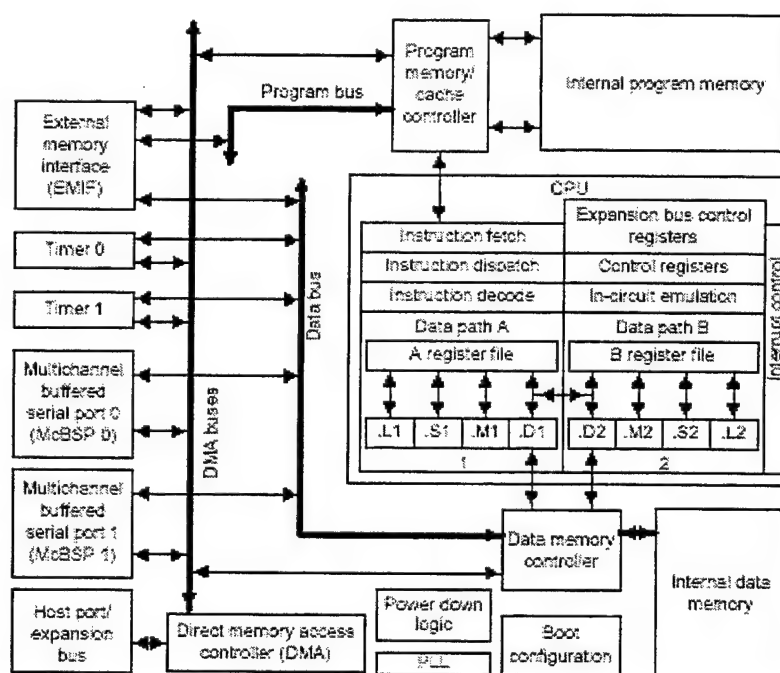 Program
memory/
cache
controller
Internal program memory
Program bus
External
memory
interface
(EMIF)
Timer 0
Timer 1
Multichannel
buffered
serial port 0
(McBSP 0)
Multichannel
buffered
serial port 1
(McBSP 1)
Host port/
expansion
bus
DMA buses
Data bus
CPU
Instruction fetch
Instruction dispatch
Instruction decode
Expansion bus control
registers
Control registers
In-circuit emulation
Interrupt control
Data path A
A register file
Data path B
B register file
.L1 .S1 .M1 .D1
.D2 .M2 .S2 .L2
1
2
Data memory
controller
Internal data
memory
Direct memory access
controller (DMA)
Power down
logic
PLL
Boot
configuration